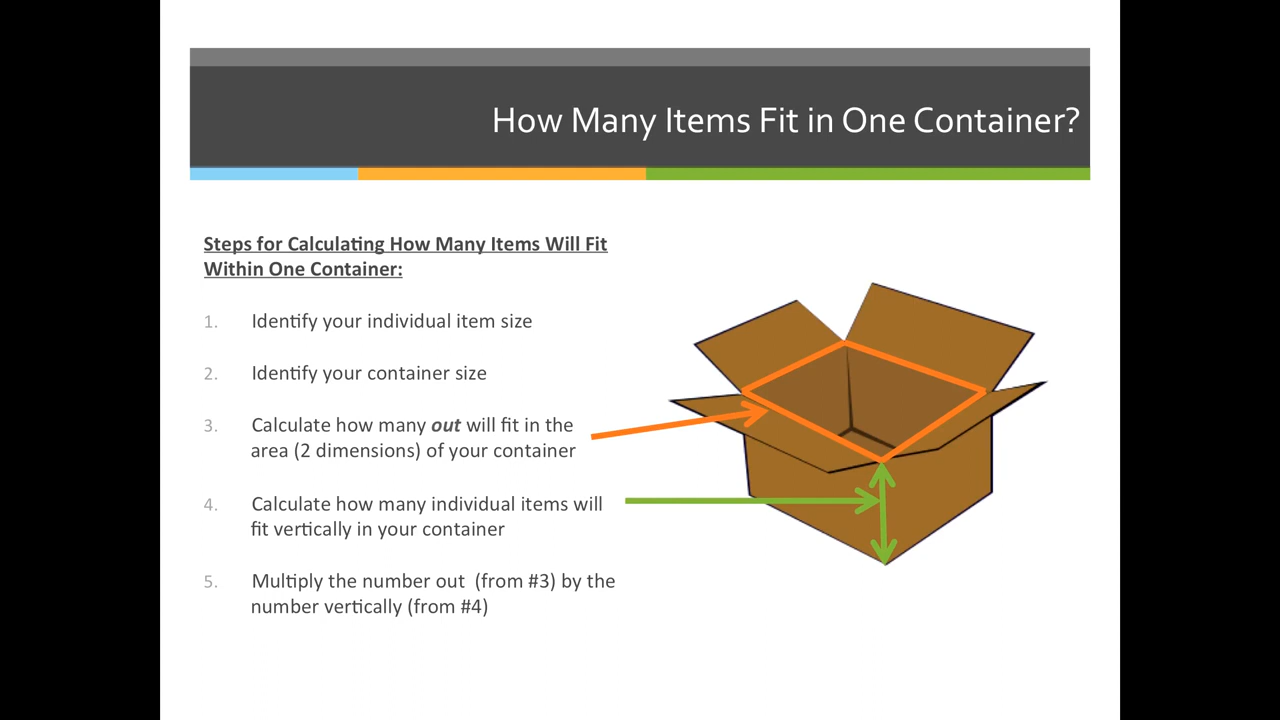 How Many Items Fit in One Container?
Steps for Calculating How Many Items Will Fit
Within One Container:
1. Identify your individual item size
2. Identify your container size
3. Calculate how many out will fit in the
area (2 dimensions) of your container
4. Calculate how many individual items will
fit vertically in your container
5. Multiply the number out (from #3) by the
number vertically (from #4)